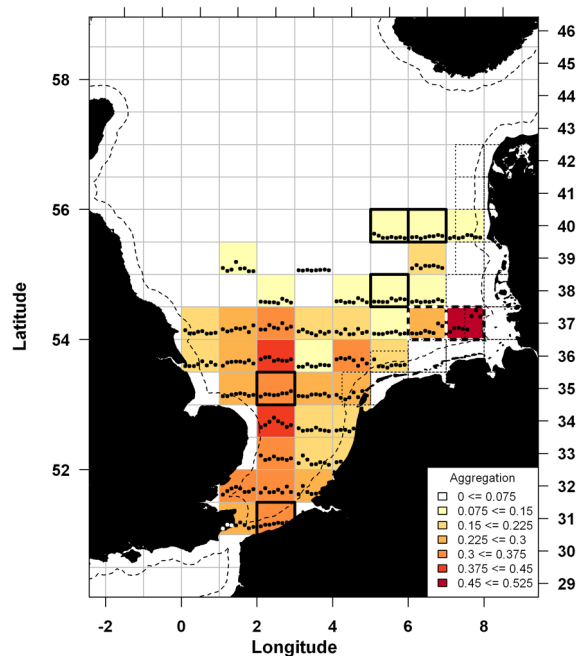 58
56
54
52
Latitude
-2
0
2
4
6
8
Longitude
46
45
44
43
42
41
40
39
38
37
36
35
34
33
32
31
30
29
Aggregation
0 <= 0.075
0.075 <= 0.15
0.15 <= 0.225
0.225 <= 0.3
0.3 <= 0.375
0.375 <= 0.45
0.45 <= 0.525